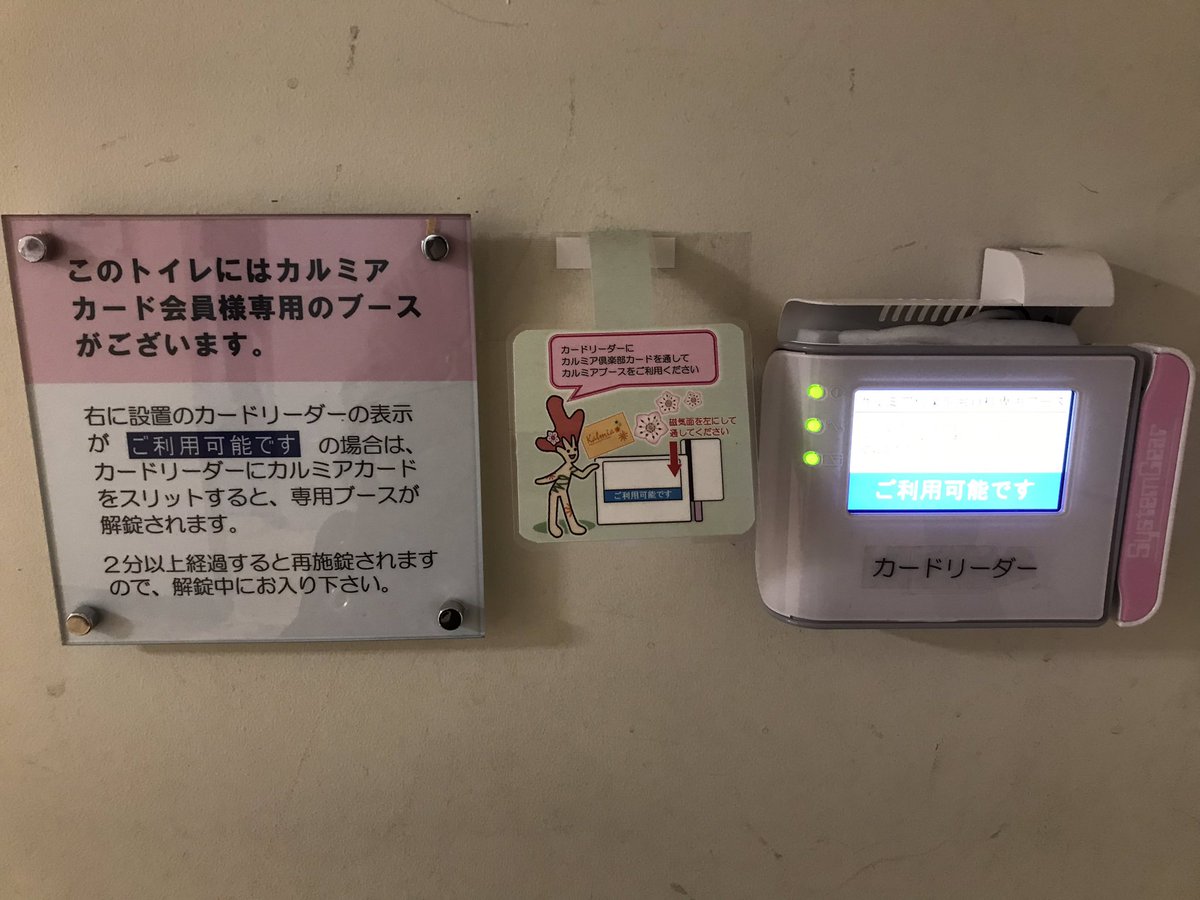 このトイレにはカルミア
カード会員様専用のブース
がございます。
右に設置のカードリーダーの表示
が ご利用可能です の場合は、
カードリーダーにカルミアカード
をスリットすると、専用ブースが
解錠されます。
2分以上経過すると再施錠されます
ので、解錠中にお入り下さい。
カードリーダーに
カルミア倶楽部カードを通して
カルミアブースをご利用ください
Kalmia
磁気面を左にして
通してください
ご利用可能です
ご利用可能です
カードリーダー
SystemGear